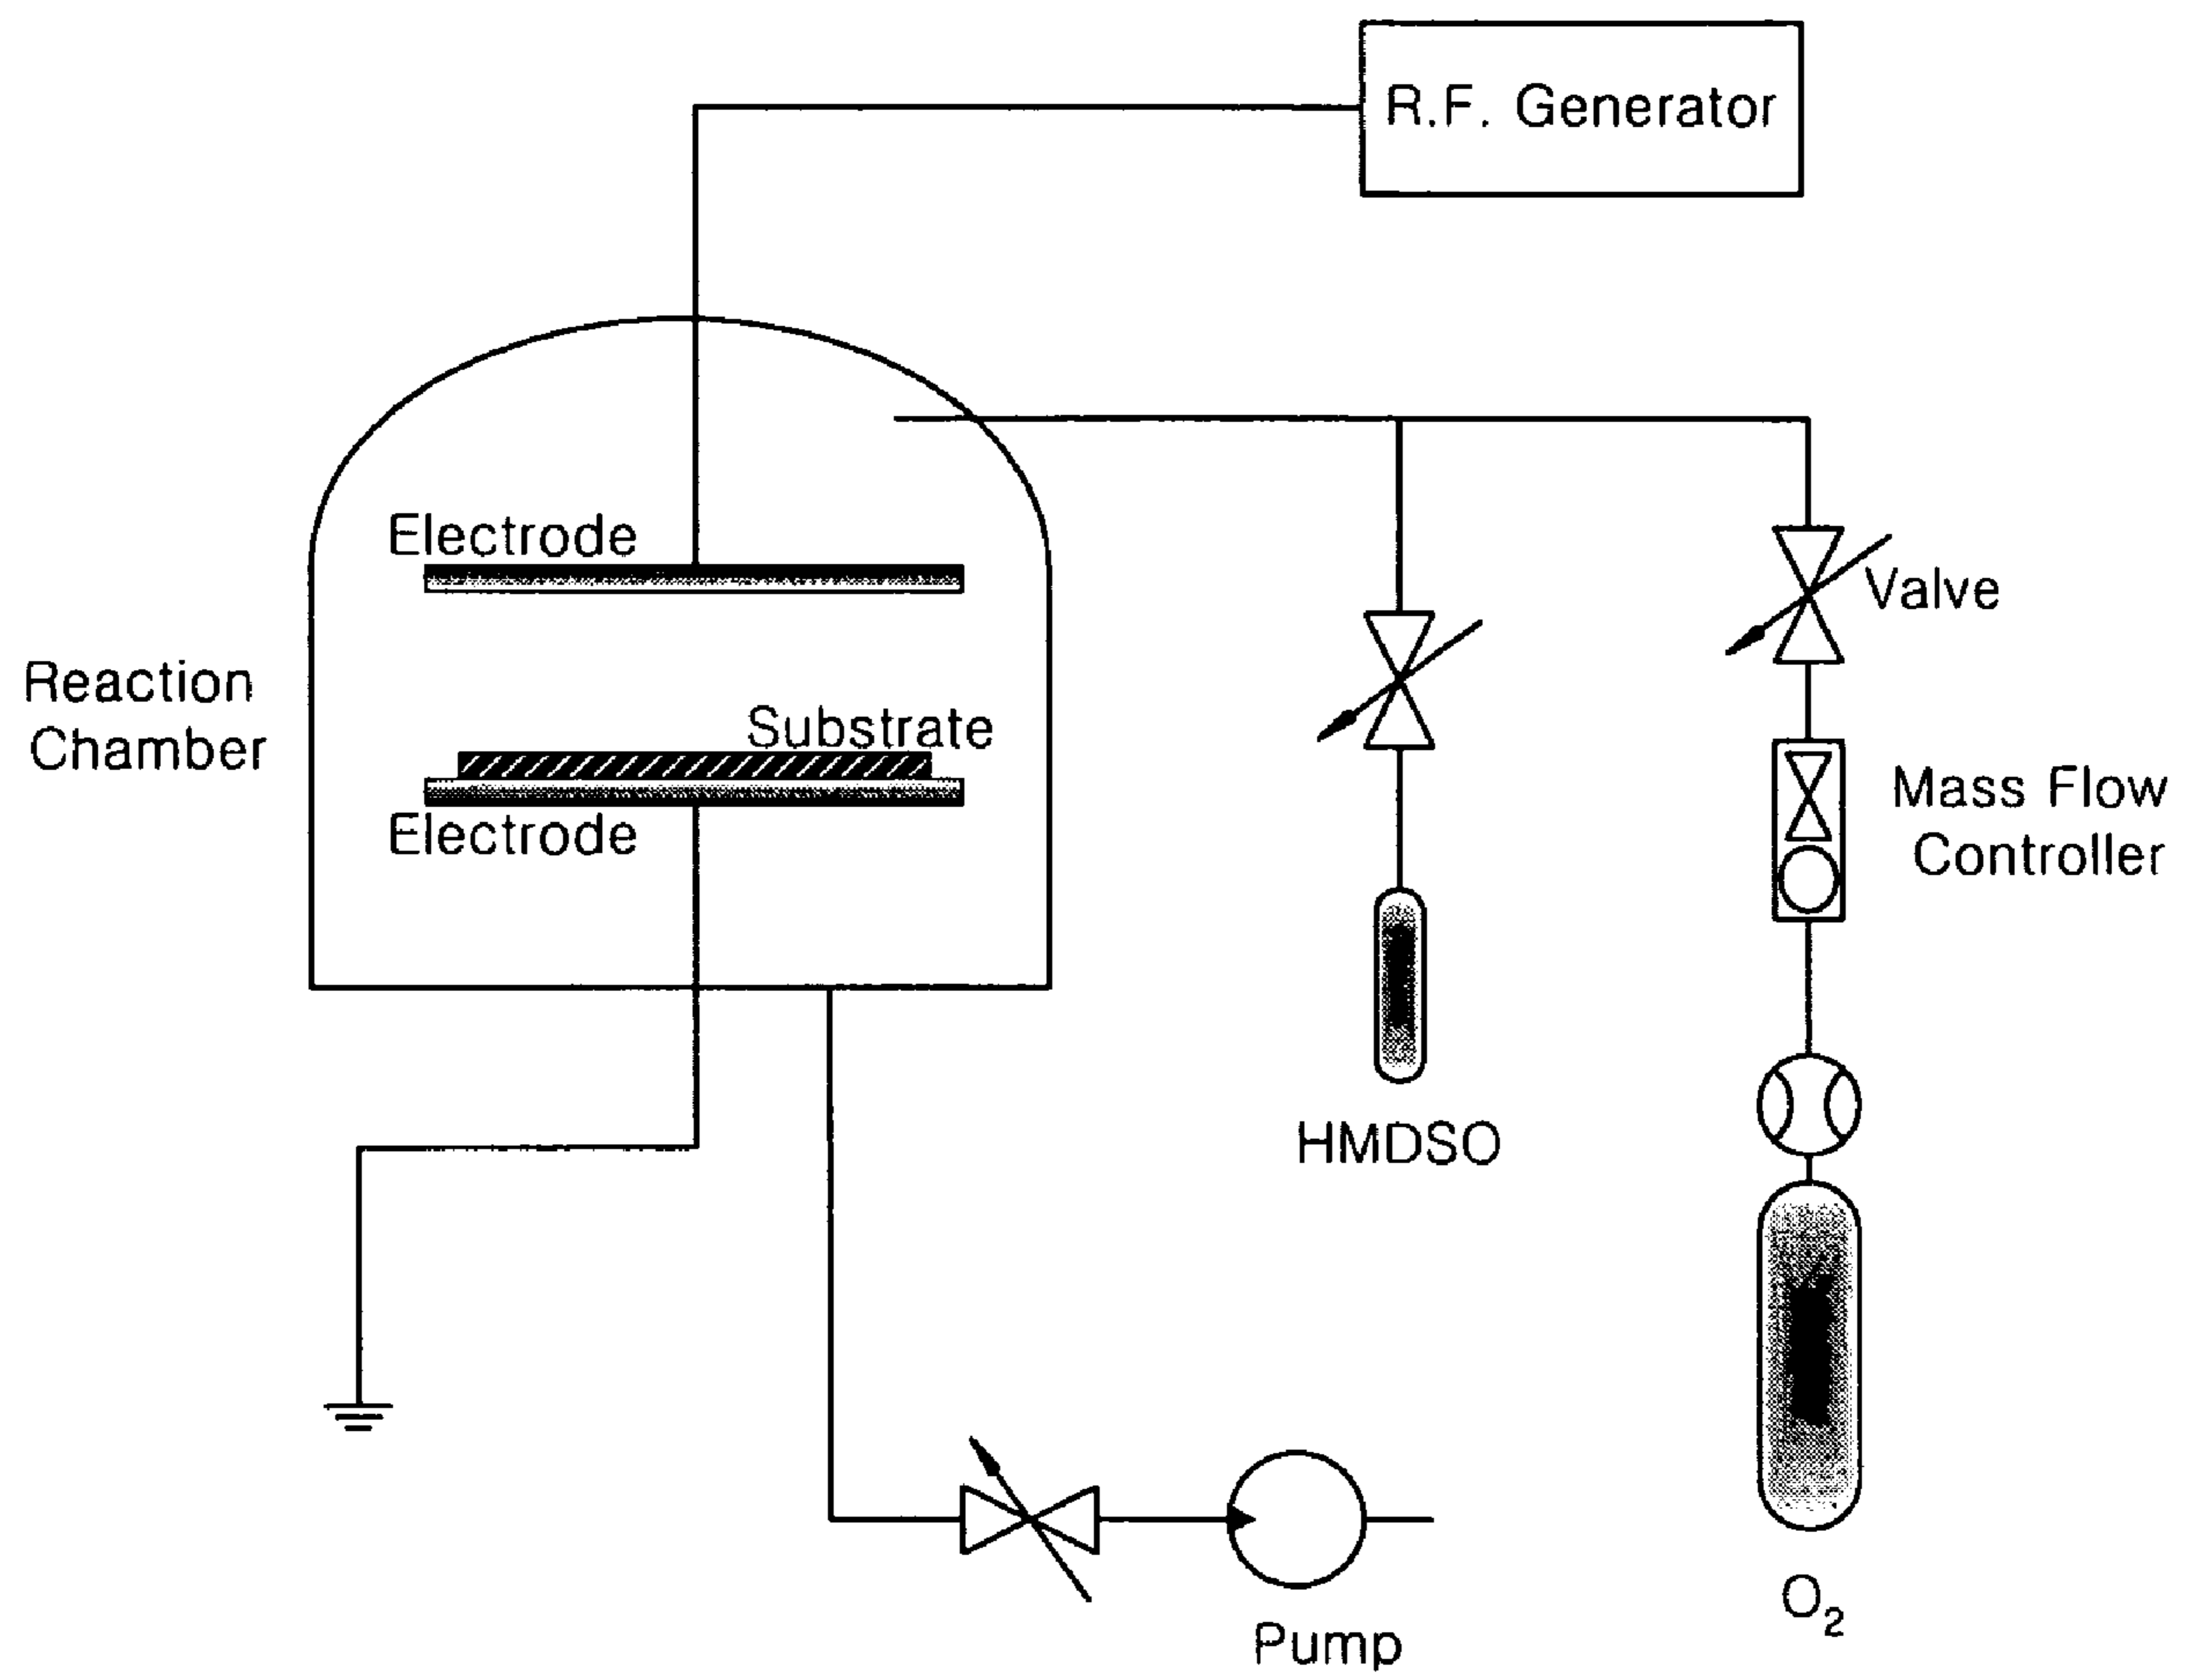 R.F. Generator
Electrode
Valve
Reaction
Chamber
Substrate
Mass Flow
Controller
Electrode
HMDSO
O₂
Pump